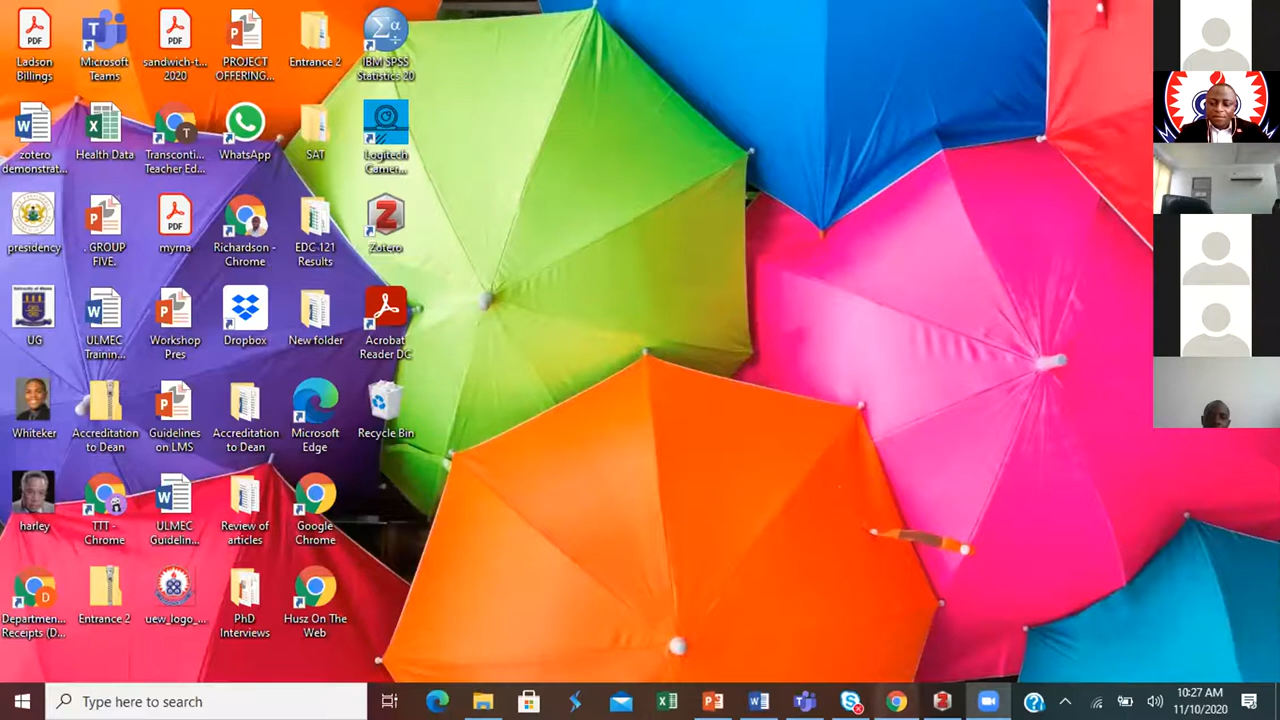 Ladson
Billings
Microsoft
Teams
sandwich-t...
2020
PROJECT
OFFERING...
Entrance 2
IBM SPSS
Statistics 20
zotero
demonstrat...
Health Data
Transconti...
Teacher Ed...
WhatsApp
SAT
Logitech
Camer...
presidency
. GROUP
FIVE.
myrna
Richardson -
Chrome
EDC 121
Results
Zotero
UG
ULMEC
Training...
Workshop
Pres
Dropbox
New folder
Acrobat
Reader DC
Whiteker
Accreditation
to Dean
Guidelines
on LMS
Accreditation
to Dean
Microsoft
Edge
Recycle Bin
harley
TTT -
Chrome
ULMEC
Guidelin...
Review of
articles
Google
Chrome
Departmen...
Receipts (D...
Entrance 2
uew_logo_...
PhD
Interviews
Husz On The
Web
Type here to search
10:27 AM
11/10/2020